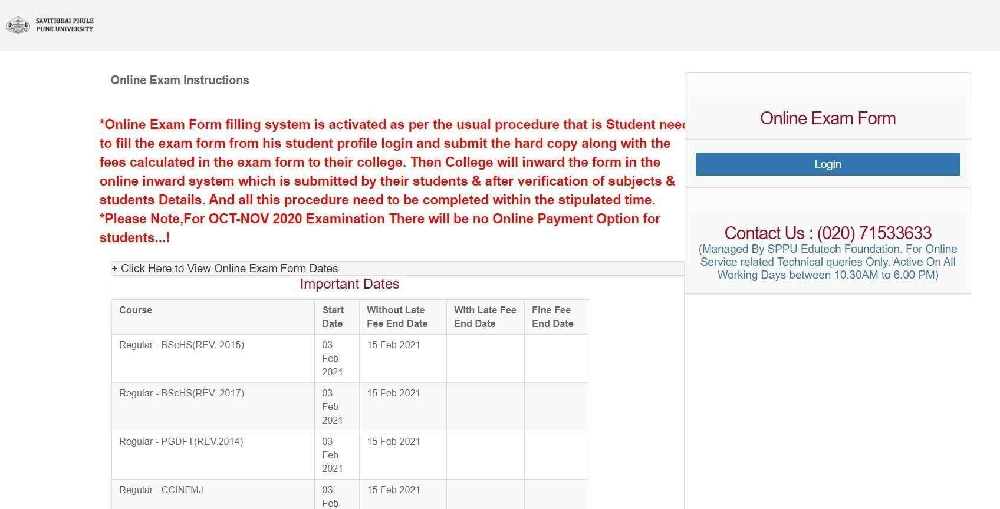 SAVITRIBAI PHULE
PUNE UNIVERSITY
Online Exam Instructions
*Online Exam Form filling system is activated as per the usual procedure that is Student need
to fill the exam form from his student profile login and submit the hard copy along with the
fees calculated in the exam form to their college. Then College will inward the form in the
online inward system which is submitted by their students & after verification of subjects &
students Details. And all this procedure need to be completed within the stipulated time.
*Please Note,For OCT-NOV 2020 Examination There will be no Online Payment Option for
students...!
+ Click Here to View Online Exam Form Dates
Important Dates
Course Start Date Without Late Fee End Date With Late Fee End Date Fine Fee End Date
Regular - BScHS(REV. 2015) 03 Feb 2021 15 Feb 2021
Regular - BScHS(REV. 2017) 03 Feb 2021 15 Feb 2021
Regular - PGDFT(REV.2014) 03 Feb 2021 15 Feb 2021
Regular - CCINFMJ 03 Feb 15 Feb 2021
Online Exam Form
Login
Contact Us : (020) 71533633
(Managed By SPPU Edutech Foundation. For Online
Service related Technical queries Only. Active On All
Working Days between 10.30AM to 6.00 PM)